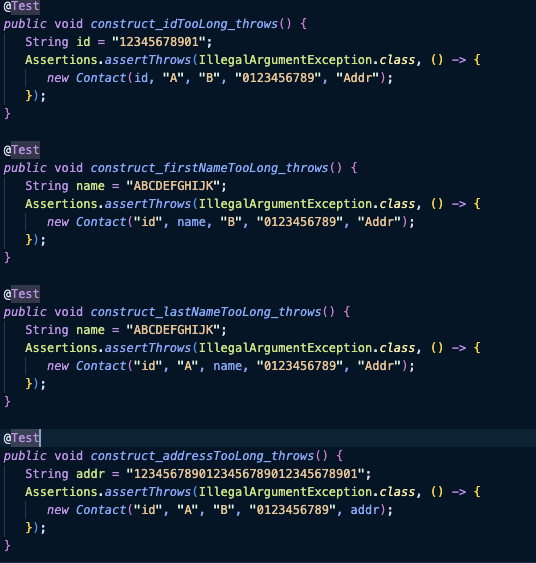 @Test
public void construct_idTooLong_throws() {
String id = "12345678901";
Assertions.assertThrows(IllegalArgumentException.class, () -> {
new Contact(id, "A", "B", "0123456789", "Addr");
});
}
@Test
public void construct_firstNameTooLong_throws() {
String name = "ABCDEFGHIJK";
Assertions.assertThrows(IllegalArgumentException.class, () -> {
new Contact("id", name, "B", "0123456789", "Addr");
});
}
@Test
public void construct_lastNameTooLong_throws() {
String name = "ABCDEFGHIJK";
Assertions.assertThrows(IllegalArgumentException.class, () -> {
new Contact("id", "A", name, "0123456789", "Addr");
});
}
@Test
public void construct_addressTooLong_throws() {
String addr = "1234567890123456789012345678901";
Assertions.assertThrows(IllegalArgumentException.class, () -> {
new Contact("id", "A", "B", "0123456789", addr);
});
}